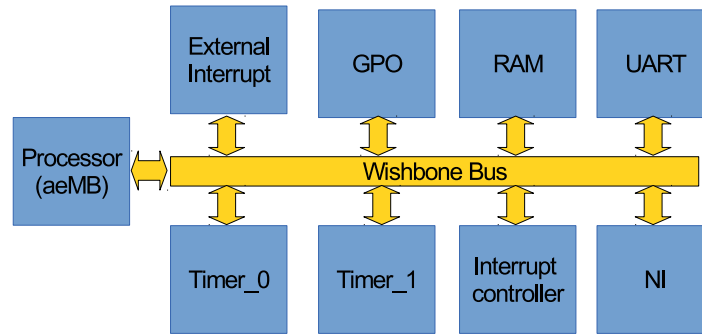 External
Interrupt
GPO
RAM
UART
Processor
(aeMB)
Wishbone Bus
Timer_0
Timer_1
Interrupt
controller
NI